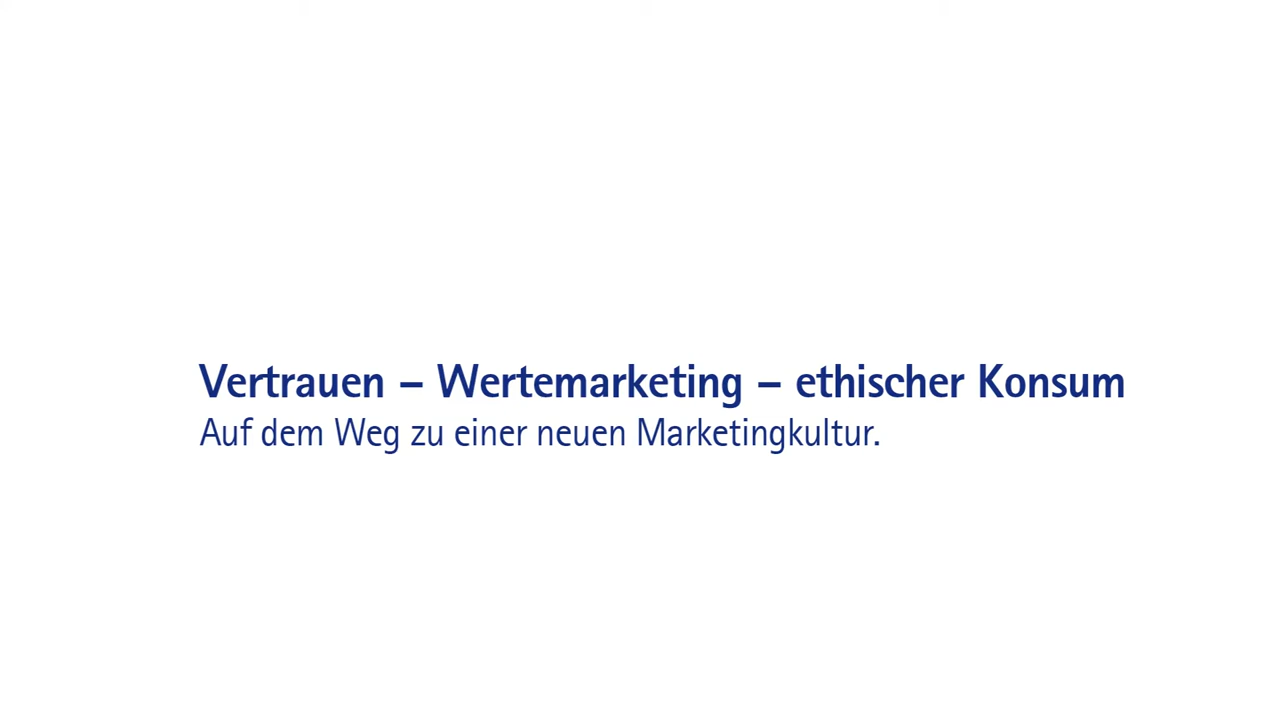 Vertrauen – Wertemarketing – ethischer Konsum
Auf dem Weg zu einer neuen Marketingkultur.